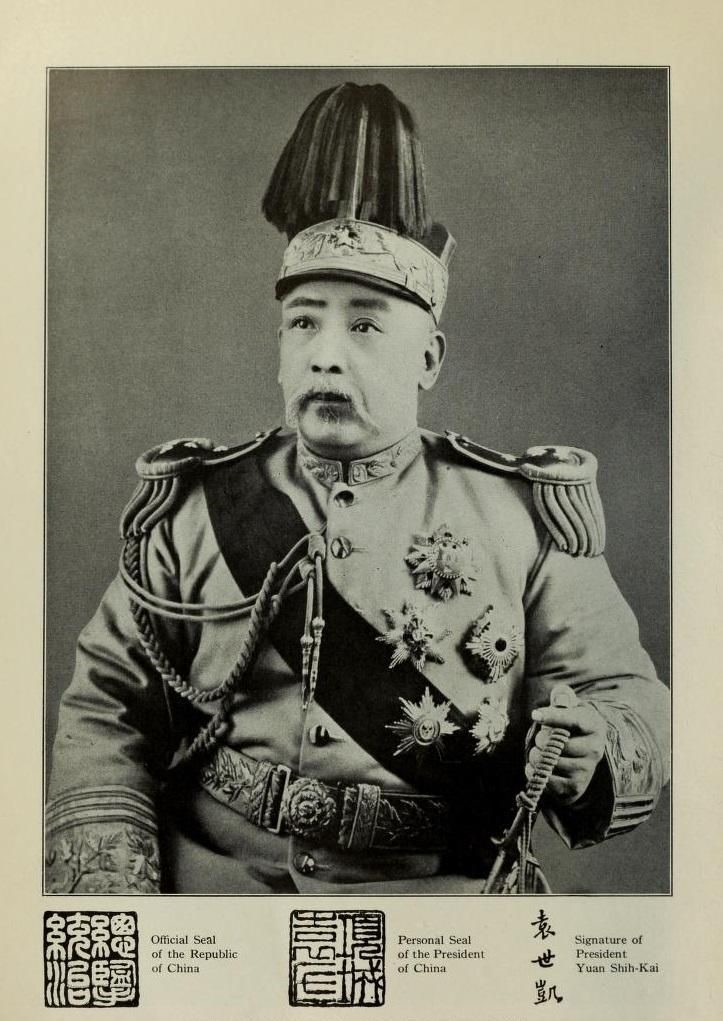 Official Seal
of the Republic
of China
Personal Seal
of the President
of China
袁世凱
Signature of
President
Yuan Shih-Kai